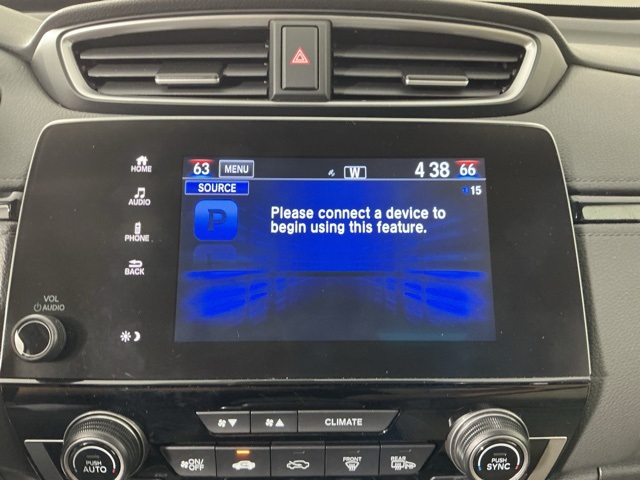 63 MENU W 4 38 66
SOURCE 15
P
Please connect a device to
begin using this feature.
HOME
AUDIO
PHONE
BACK
VOL
AUDIO
CLIMATE
PUSH
AUTO
ON/
OFF
FRONT
REAR
PUSH
SYNC